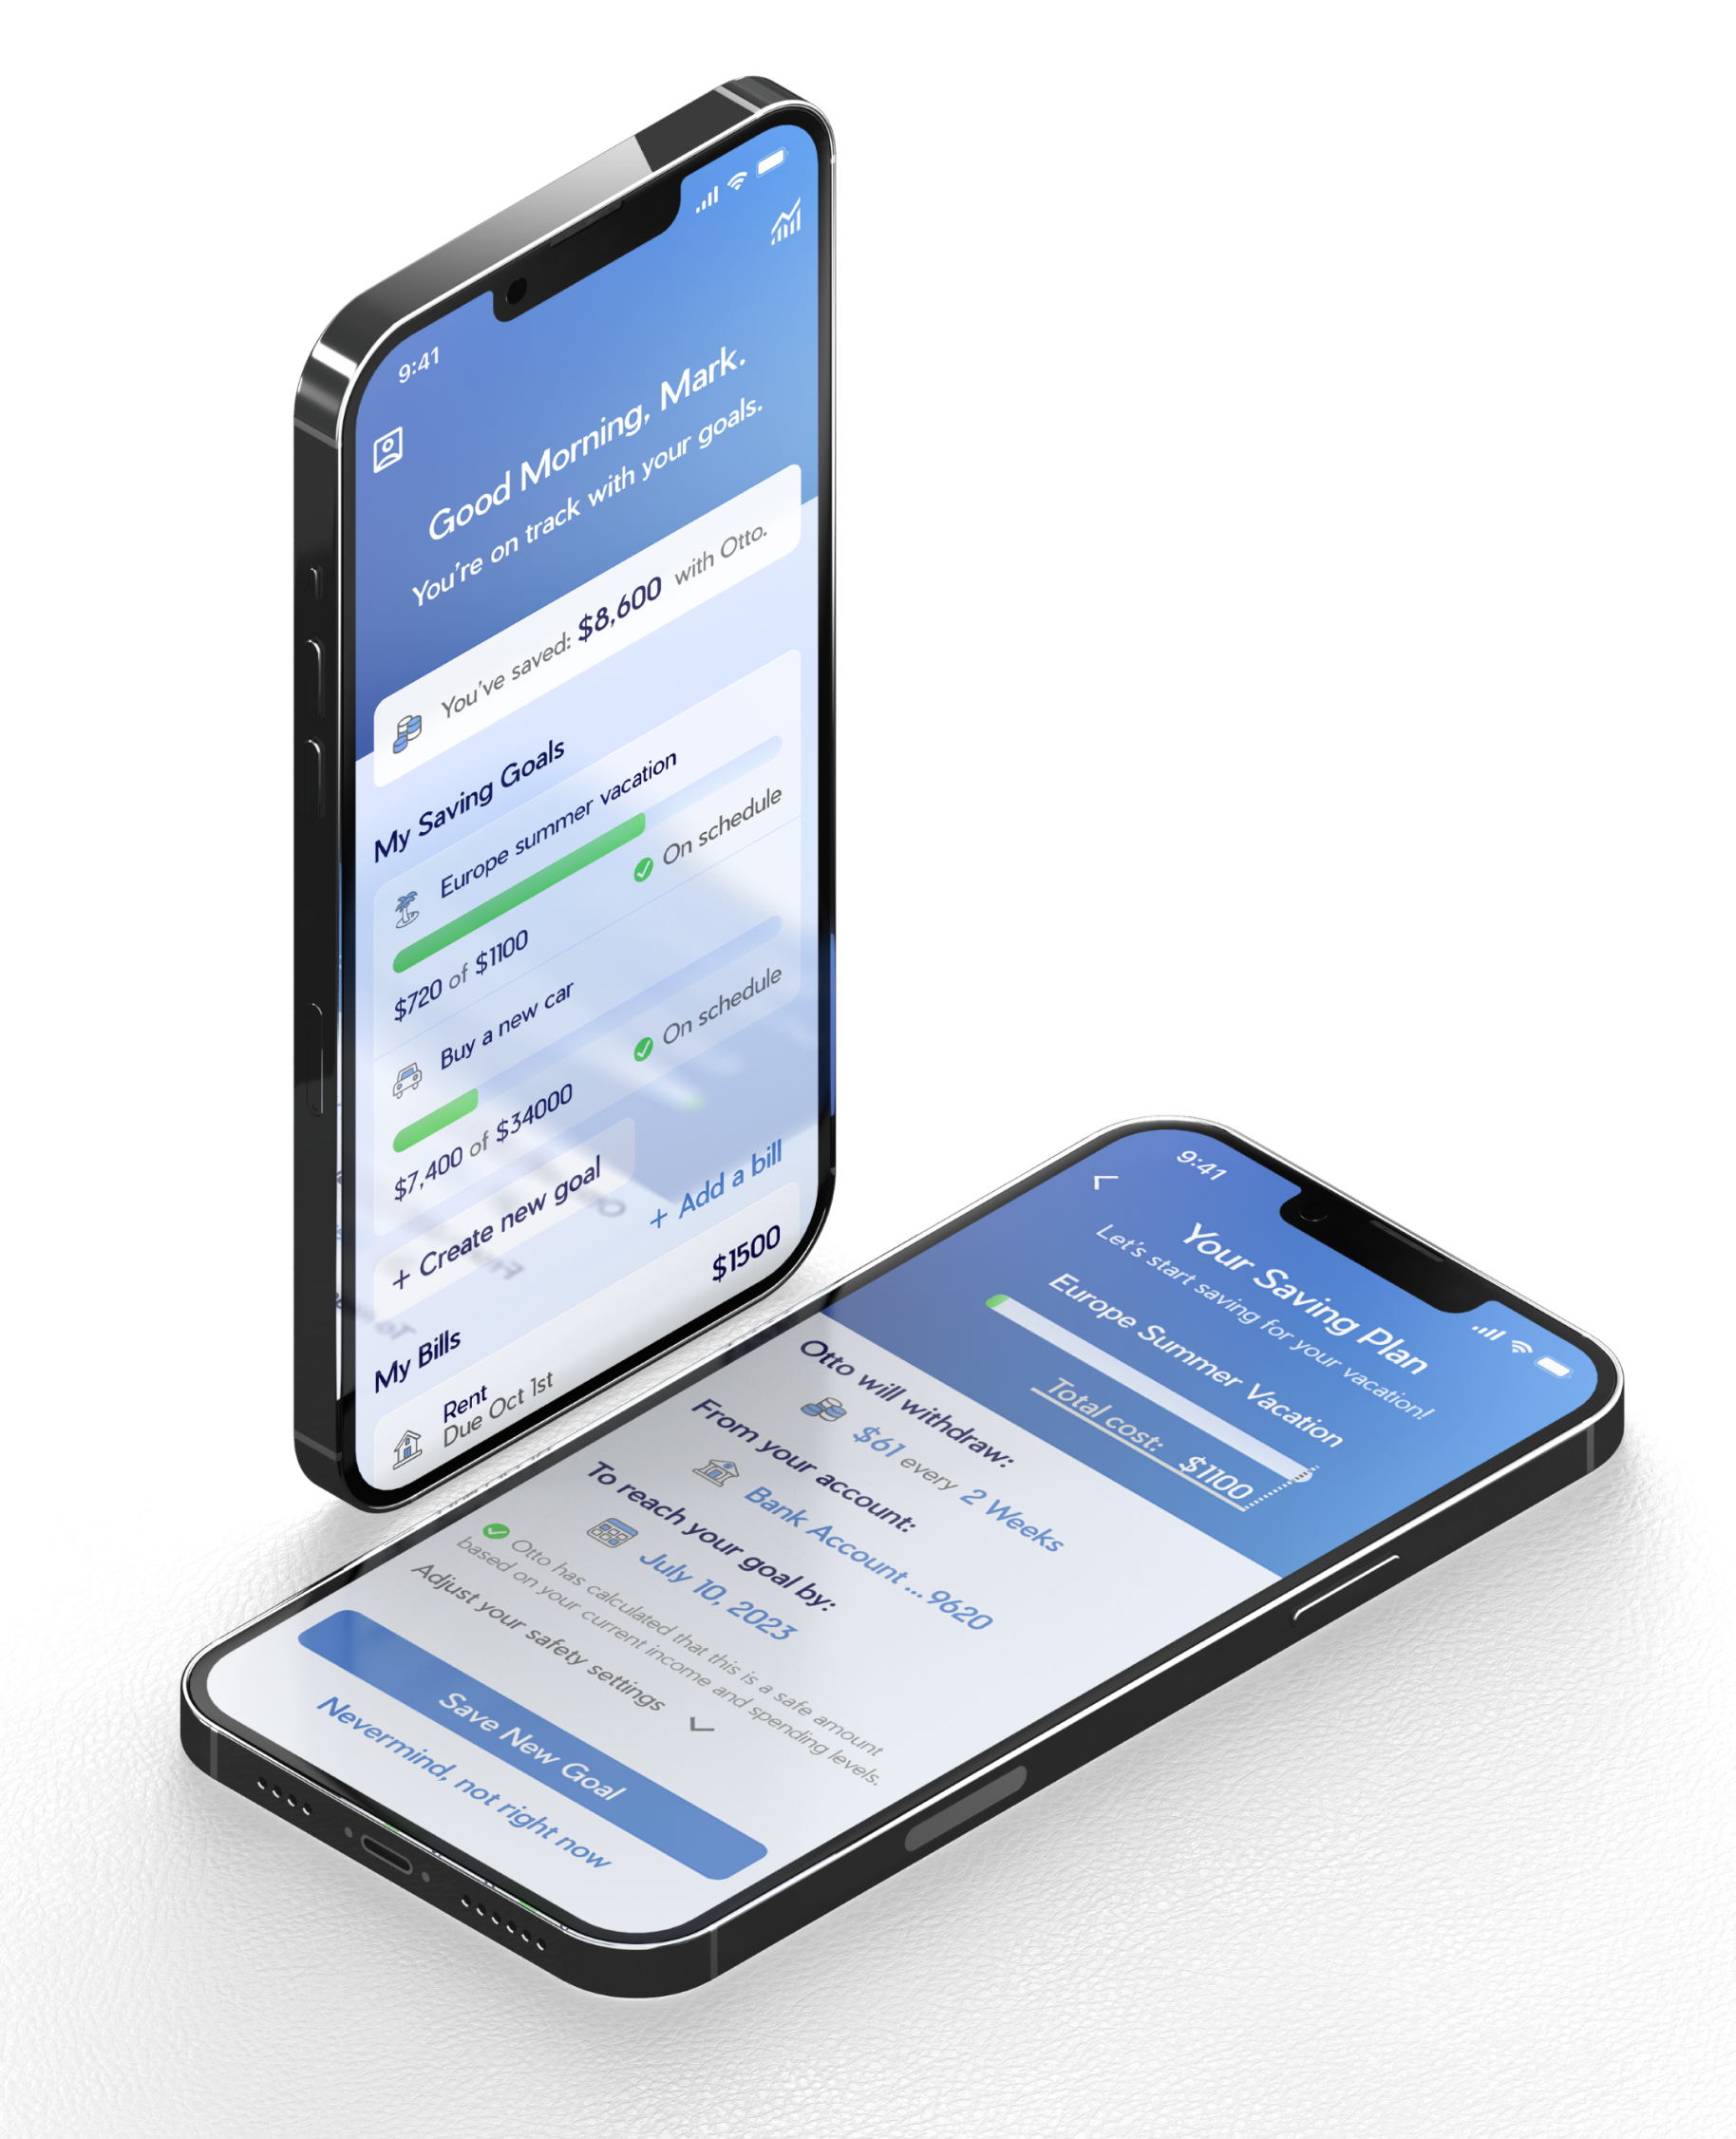 9:41
Good Morning, Mark.
You're on track with your goals.
You've saved: $8,600 with Otto.
My Saving Goals
Europe summer vacation
$720 of $1100
On schedule
Buy a new car
$7,400 of $34000
On schedule
+ Create new goal
My Bills
+ Add a bill
Rent
Due Oct 1st
$1500
9:41
Your Saving Plan
Let's start saving for your vacation!
Europe Summer Vacation
Total cost: $1100
Otto will withdraw:
$61 every 2 Weeks
From your account:
Bank Account ... 9620
To reach your goal by:
July 10, 2023
Otto has calculated that this is a safe amount
based on your current income and spending levels.
Adjust your safety settings
Save New Goal
Nevermind, not right now